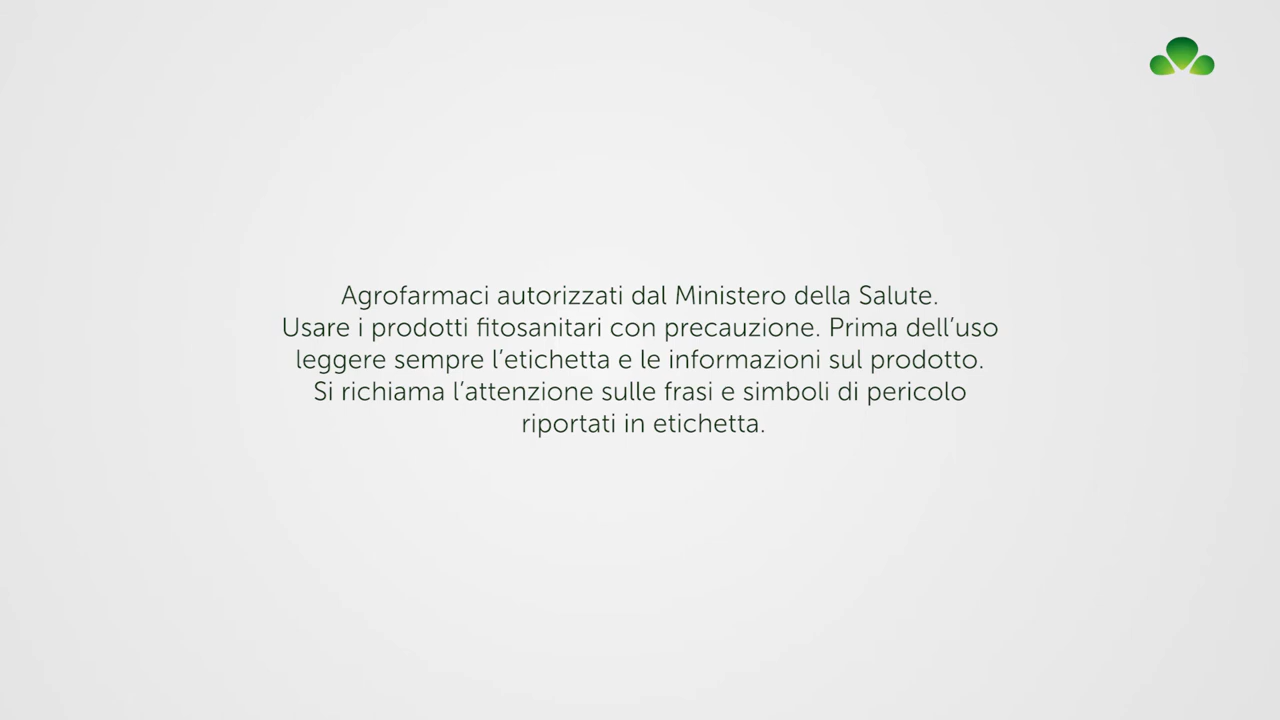 Agrofarmaci autorizzati dal Ministero della Salute.
Usare i prodotti fitosanitari con precauzione. Prima dell’uso
leggere sempre l’etichetta e le informazioni sul prodotto.
Si richiama l’attenzione sulle frasi e simboli di pericolo
riportati in etichetta.